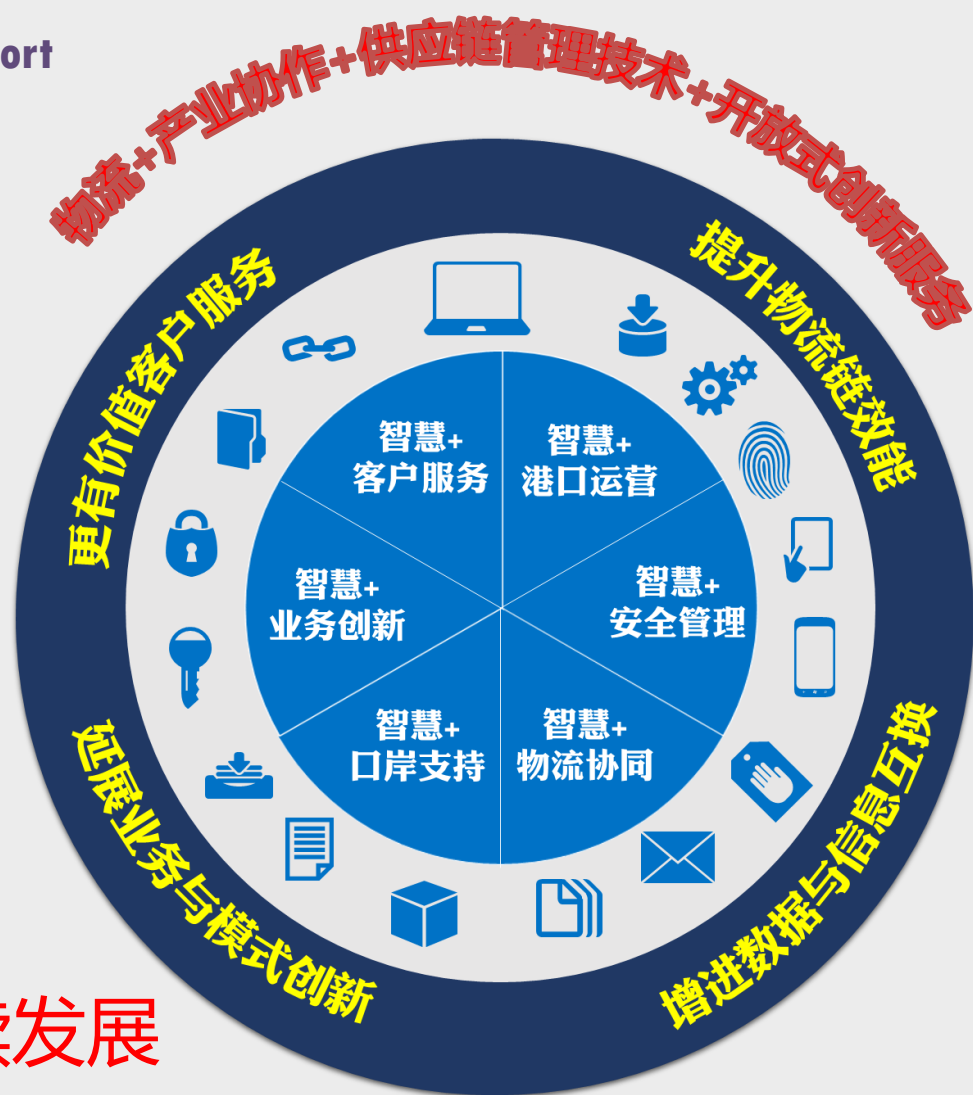 ort
物流+产业协作+供应链管理技术+开放式创新服务
更有价值客户服务
提升物流链效能
智慧+
客户服务
智慧+
港口运营
智慧+
业务创新
智慧+
安全管理
智慧+
口岸支持
智慧+
物流协同
延展业务与模式创新
增进数据与信息互换
续发展